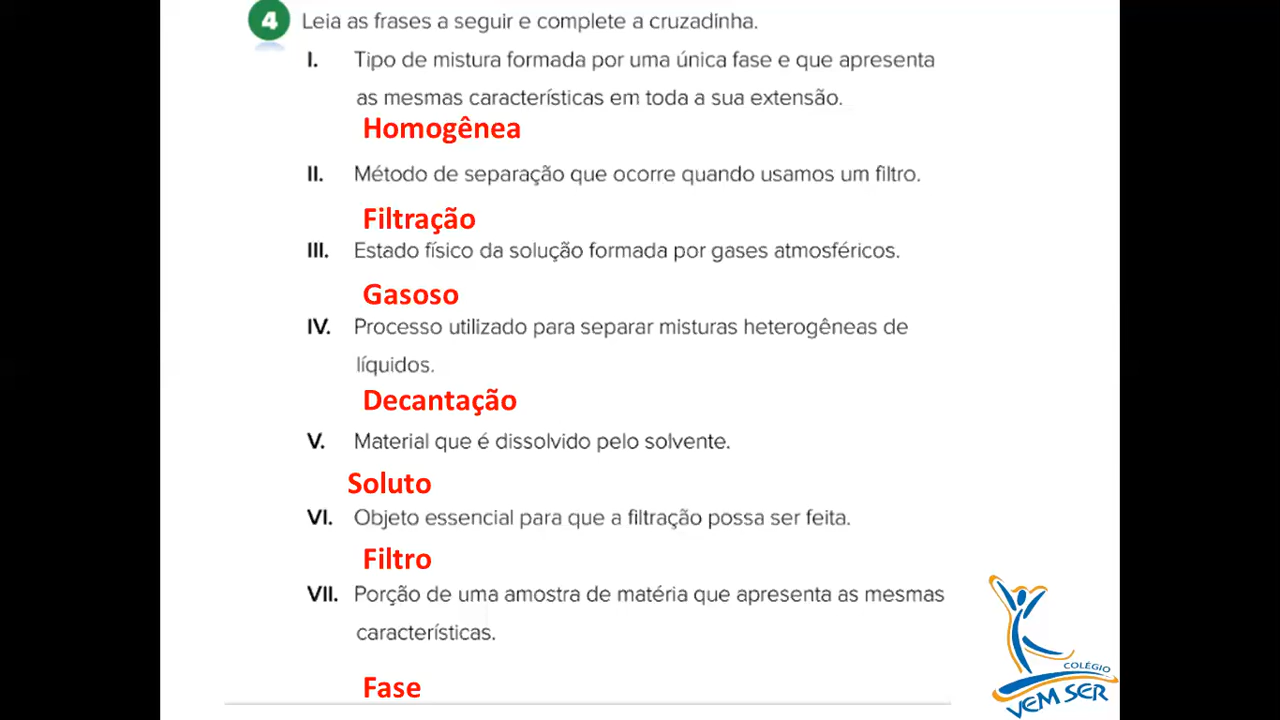 4 Leia as frases a seguir e complete a cruzadinha.
I. Tipo de mistura formada por uma única fase e que apresenta
as mesmas características em toda a sua extensão.
Homogênea
II. Método de separação que ocorre quando usamos um filtro.
Filtração
III. Estado físico da solução formada por gases atmosféricos.
Gasoso
IV. Processo utilizado para separar misturas heterogêneas de
líquidos.
Decantação
V. Material que é dissolvido pelo solvente.
Soluto
VI. Objeto essencial para que a filtração possa ser feita.
Filtro
VII. Porção de uma amostra de matéria que apresenta as mesmas
características.
Fase
COLÉGIO
VEM SER